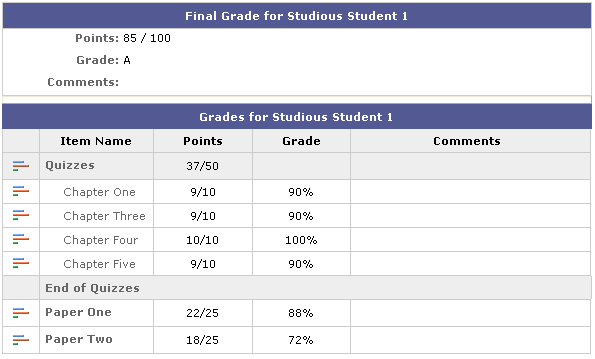 Final Grade for Studious Student 1
Points: 85 / 100
Grade: A
Comments:
Grades for Studious Student 1
Item Name Points Grade Comments
Quizzes 37/50
Chapter One 9/10 90%
Chapter Three 9/10 90%
Chapter Four 10/10 100%
Chapter Five 9/10 90%
End of Quizzes
Paper One 22/25 88%
Paper Two 18/25 72%